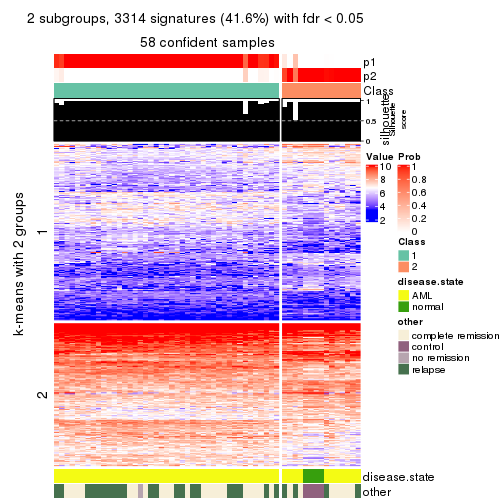 2 subgroups, 3314 signatures (41.6%) with fdr < 0.05
58 confident samples
p1
p2
Class
1
0.5
0
silhouette
Silhouette
score
k-means with 2 groups
1
2
Value
10
8
6
4
2
Prob
1
0.8
0.6
0.4
0.2
0
Class
1
2
disease.state
AML
normal
other
complete remission
control
no remission
relapse
disease.state
other